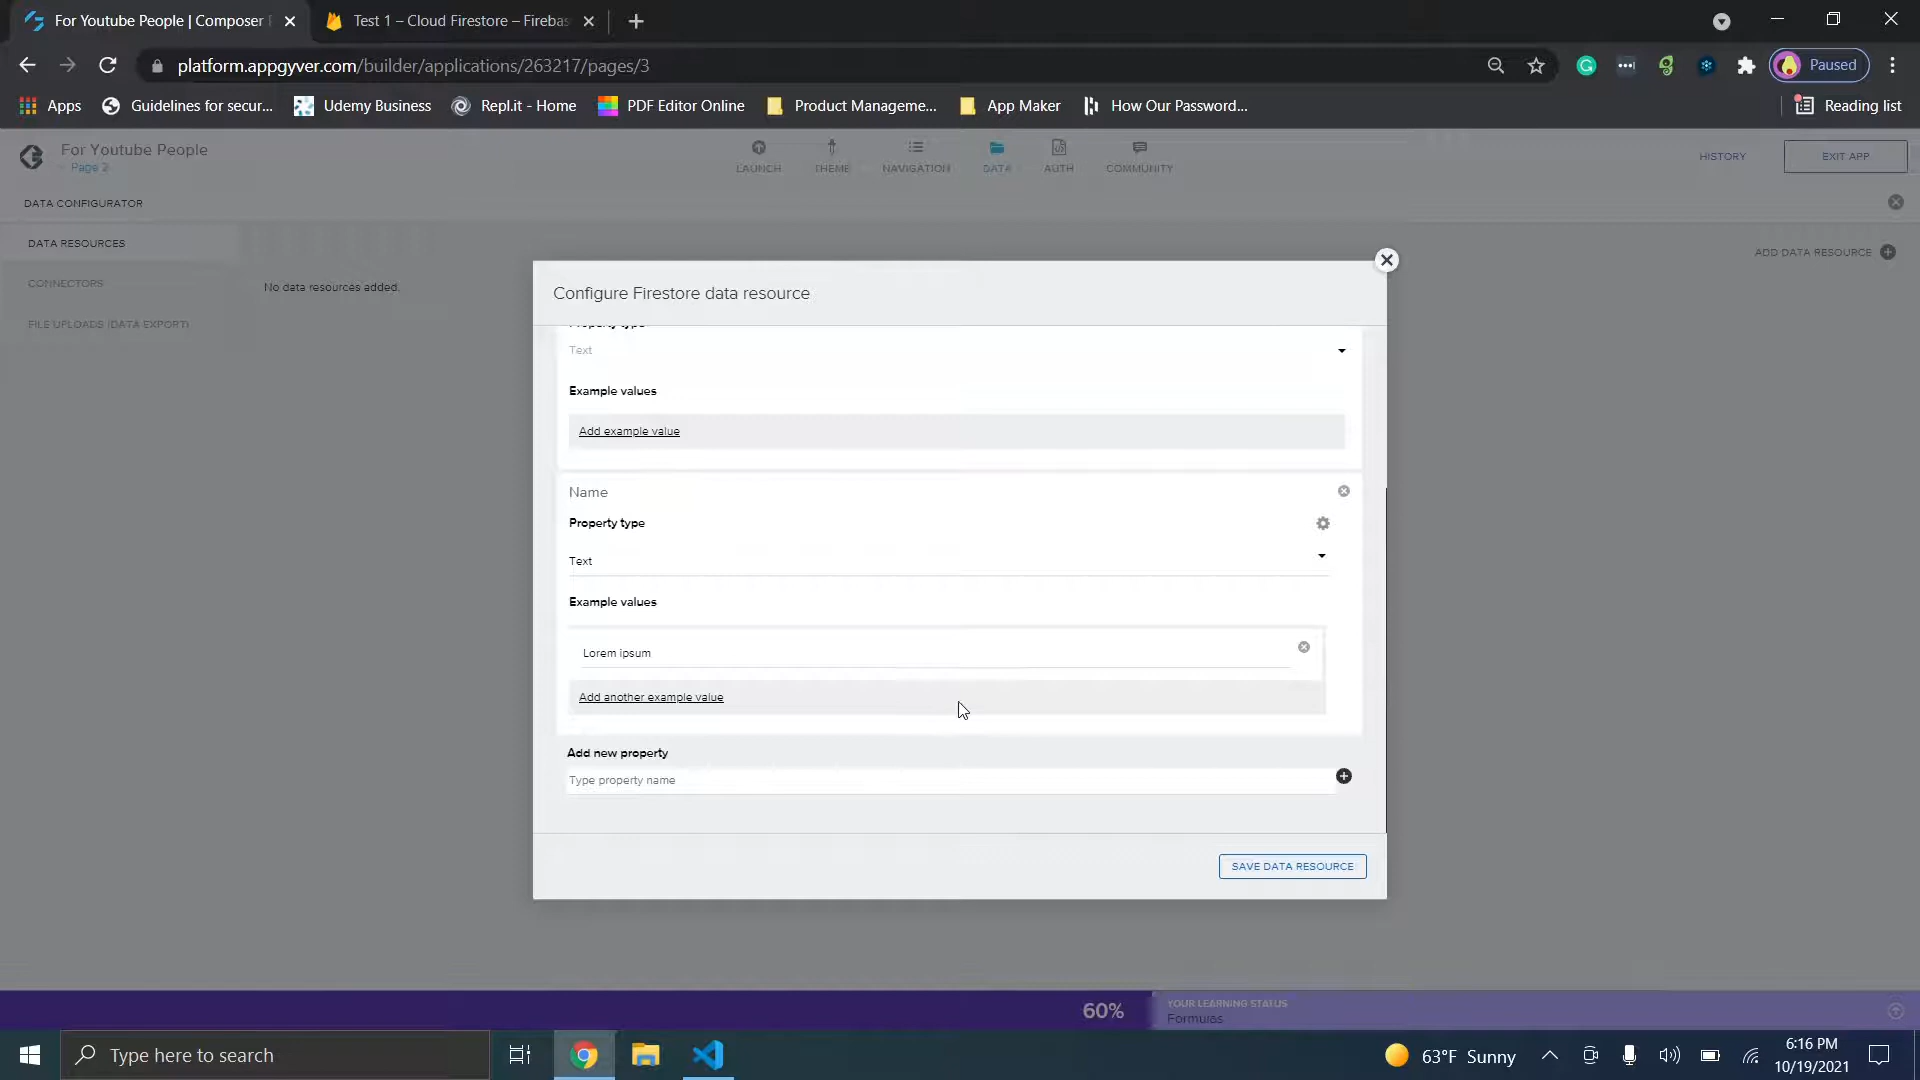 For Youtube People | Composer
Test 1 – Cloud Firestore – Firebas
platform.appgyver.com/builder/applications/263217/pages/3
Paused
Apps
Guidelines for secur...
Udemy Business
Repl.it - Home
PDF Editor Online
Product Manageme...
App Maker
How Our Password...
Reading list
For Youtube People
Page 2
LAUNCH
THEME
NAVIGATION
DATA
AUTH
COMMUNITY
HISTORY
EXIT APP
DATA CONFIGURATOR
DATA RESOURCES
ADD DATA RESOURCE
CONNECTORS
No data resources added.
FILE UPLOADS (DATA EXPORT)
Configure Firestore data resource
Property type
Text
Example values
Add example value
Name
Property type
Text
Example values
Lorem ipsum
Add another example value
Add new property
Type property name
SAVE DATA RESOURCE
60%
YOUR LEARNING STATUS
Formulas
Type here to search
63°F Sunny
6:16 PM
10/19/2021